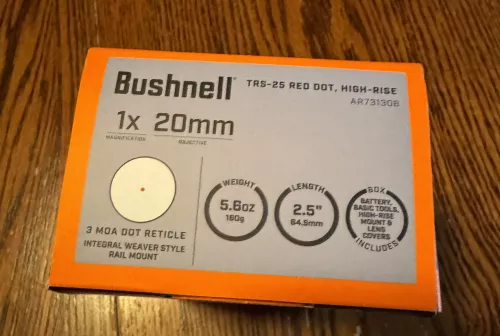 Bushnell
TRS-25 RED DOT, HIGH-RISE
AR731306
1x 20mm
MAGNIFICATION OBJECTIVE
3 MOA DOT RETICLE
INTEGRAL WEAVER STYLE
RAIL MOUNT
WEIGHT
5.6oz
160g
LENGTH
2.5"
64.5mm
BOX
BATTERY,
BASIC TOOLS,
HIGH-RISE
MOUNT &
LENS
COVERS
INCLUDES